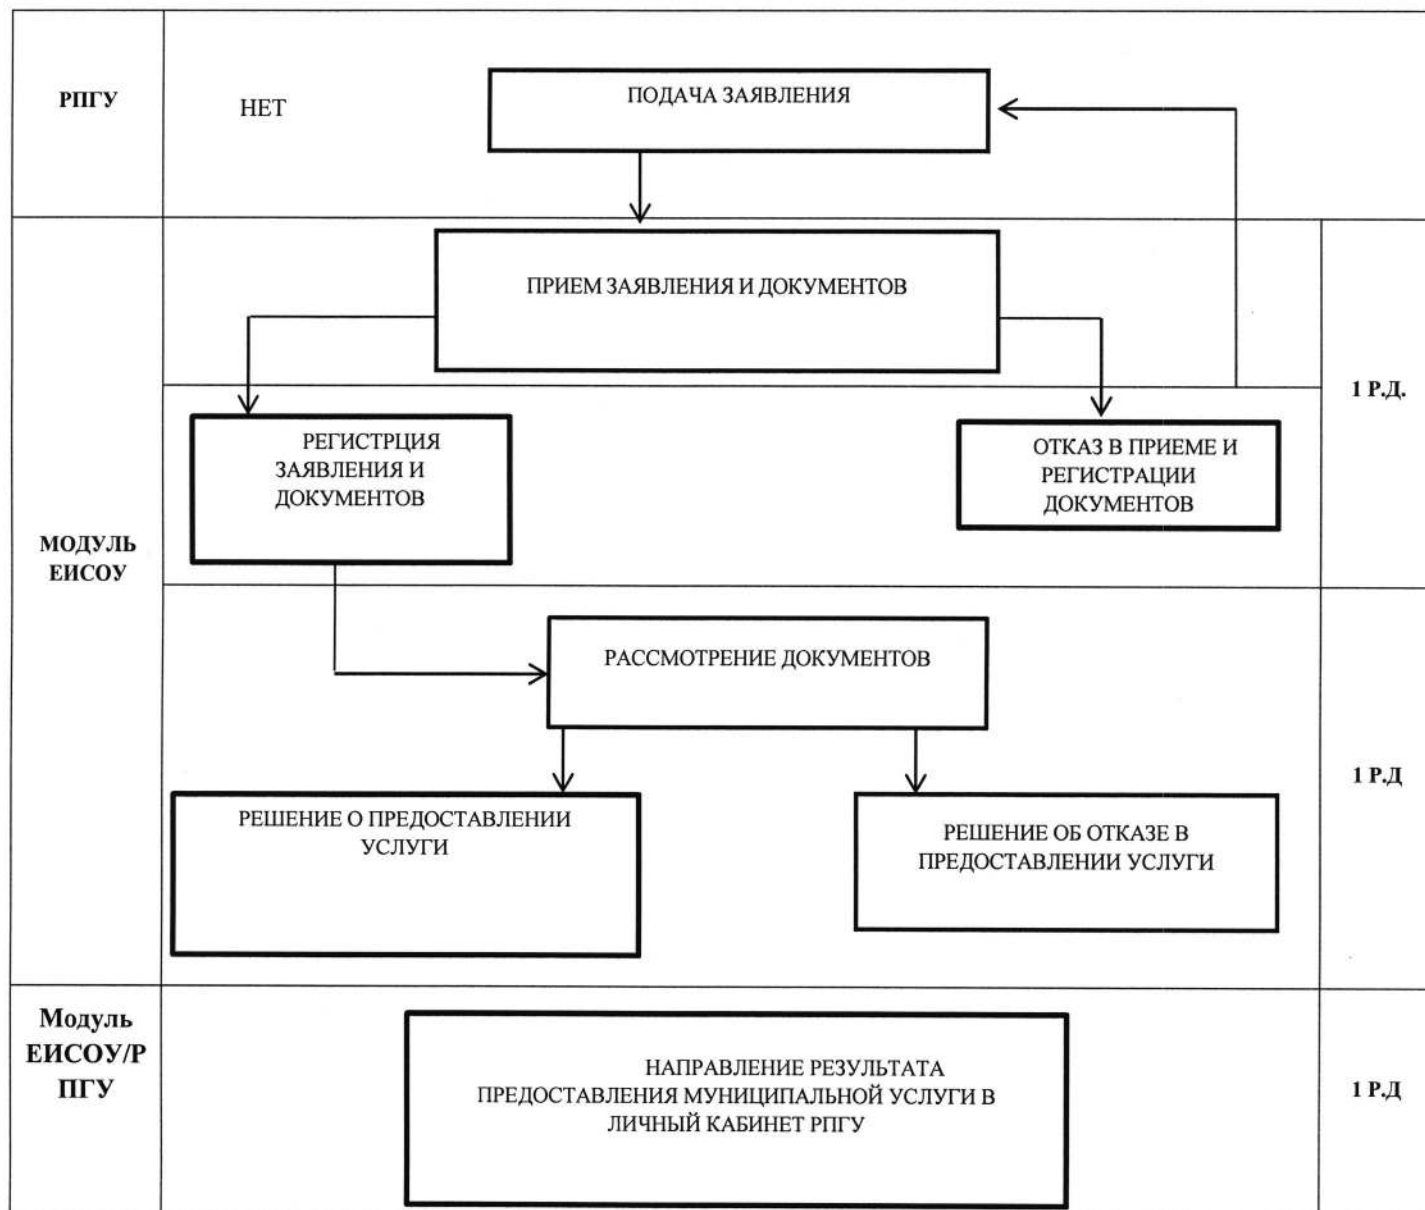 РПГУ
НЕТ
ПОДАЧА ЗАЯВЛЕНИЯ
ПРИЕМ ЗАЯВЛЕНИЯ И ДОКУМЕНТОВ
1 Р.Д.
РЕГИСТРЦИЯ
ЗАЯВЛЕНИЯ И
ДОКУМЕНТОВ
ОТКАЗ В ПРИЕМЕ И
РЕГИСТРАЦИИ
ДОКУМЕНТОВ
МОДУЛЬ
ЕИСОУ
РАССМОТРЕНИЕ ДОКУМЕНТОВ
1 Р.Д
РЕШЕНИЕ О ПРЕДОСТАВЛЕНИИ
УСЛУГИ
РЕШЕНИЕ ОБ ОТКАЗЕ В
ПРЕДОСТАВЛЕНИИ УСЛУГИ
Модуль
ЕИСОУ/Р
ПГУ
НАПРАВЛЕНИЕ РЕЗУЛЬТАТА
ПРЕДОСТАВЛЕНИЯ МУНИЦИПАЛЬНОЙ УСЛУГИ В
ЛИЧНЫЙ КАБИНЕТ РПГУ
1 Р.Д